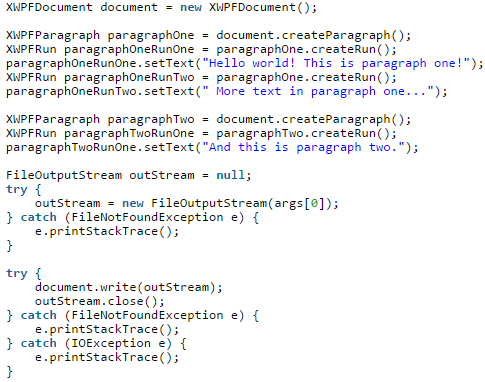 XWPFDocument document = new XWPFDocument();

XWPFParagraph paragraphOne = document.createParagraph();
XWPFRun paragraphOneRunOne = paragraphOne.createRun();
paragraphOneRunOne.setText("Hello world! This is paragraph one!");
XWPFRun paragraphOneRunTwo = paragraphOne.createRun();
paragraphOneRunTwo.setText(" More text in paragraph one...");

XWPFParagraph paragraphTwo = document.createParagraph();
XWPFRun paragraphTwoRunOne = paragraphTwo.createRun();
paragraphTwoRunOne.setText("And this is paragraph two.");

FileOutputStream outStream = null;
try {
    outStream = new FileOutputStream(args[0]);
} catch (FileNotFoundException e) {
    e.printStackTrace();
}

try {
    document.write(outStream);
    outStream.close();
} catch (FileNotFoundException e) {
    e.printStackTrace();
} catch (IOException e) {
    e.printStackTrace();
}